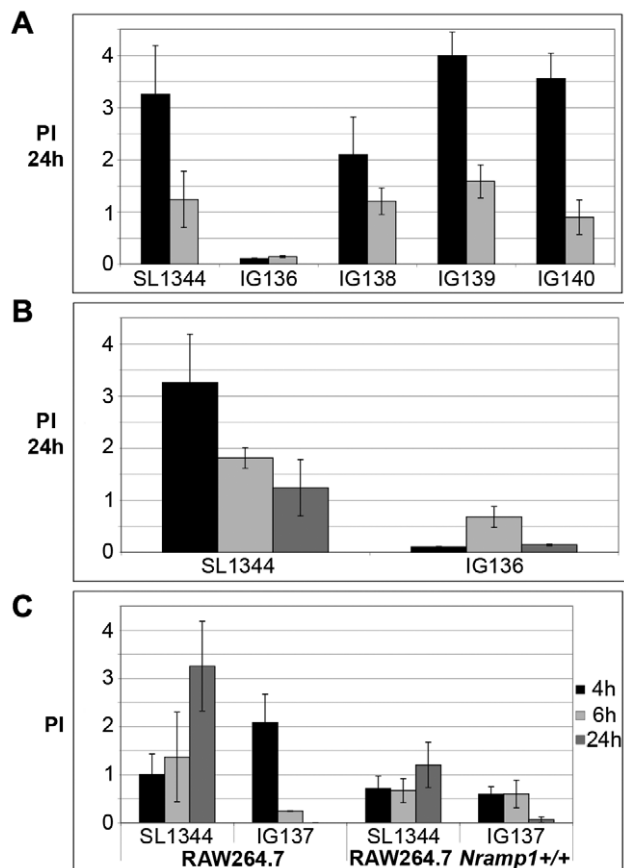 A
PI
24h
4
3
2
1
0
SL1344 IG136 IG138 IG139 IG140
B
PI
24h
4
3
2
1
0
SL1344 IG136
C
PI
4
3
2
1
0
4h
6h
24h
SL1344 IG137 SL1344 IG137
RAW264.7 RAW264.7 Nramp1+/+